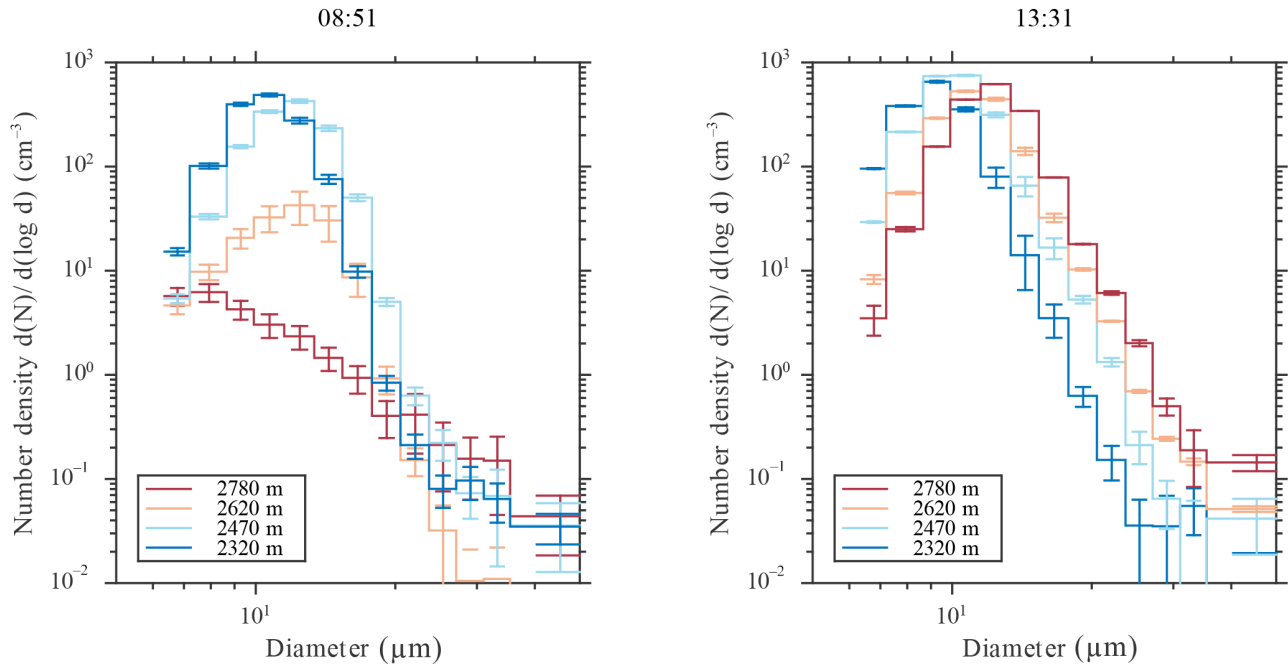 08:51
Number density d(N)/ d(log d) (cm⁻³)
10³
10²
10¹
10⁰
10⁻¹
10⁻²
2780 m
2620 m
2470 m
2320 m
10¹
Diameter (μm)
13:31
Number density d(N)/ d(log d) (cm⁻³)
10³
10²
10¹
10⁰
10⁻¹
10⁻²
2780 m
2620 m
2470 m
2320 m
10¹
Diameter (μm)